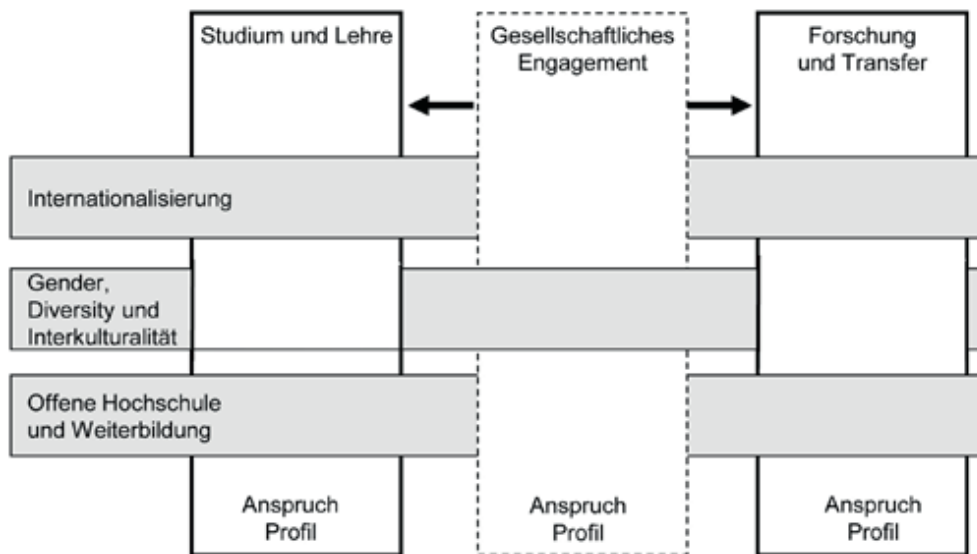 Studium und Lehre
Gesellschaftliches
Engagement
Forschung
und Transfer
Internationalisierung
Gender,
Diversity und
Interkulturalität
Offene Hochschule
und Weiterbildung
Anspruch
Profil
Anspruch
Profil
Anspruch
Profil